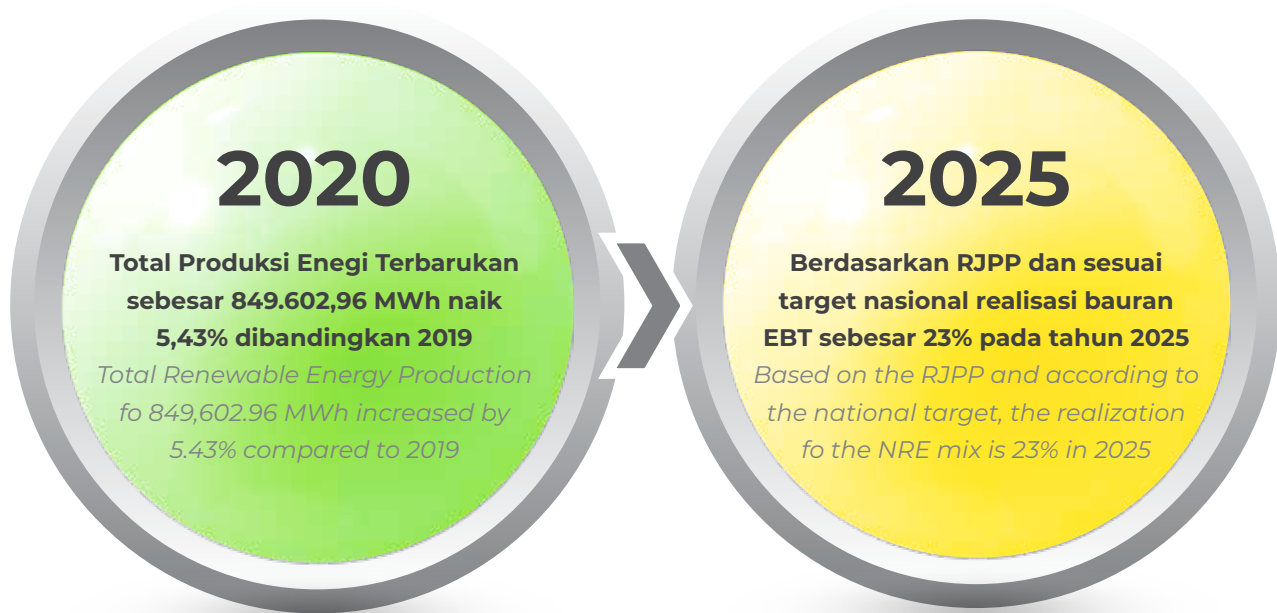 2020
Total Produksi Enegi Terbarukan
sebesar 849.602,96 MWh naik
5,43% dibandingkan 2019
Total Renewable Energy Production
fo 849,602.96 MWh increased by
5.43% compared to 2019
2025
Berdasarkan RJPP dan sesuai
target nasional realisasi bauran
EBT sebesar 23% pada tahun 2025
Based on the RJPP and according to
the national target, the realization
fo the NRE mix is 23% in 2025